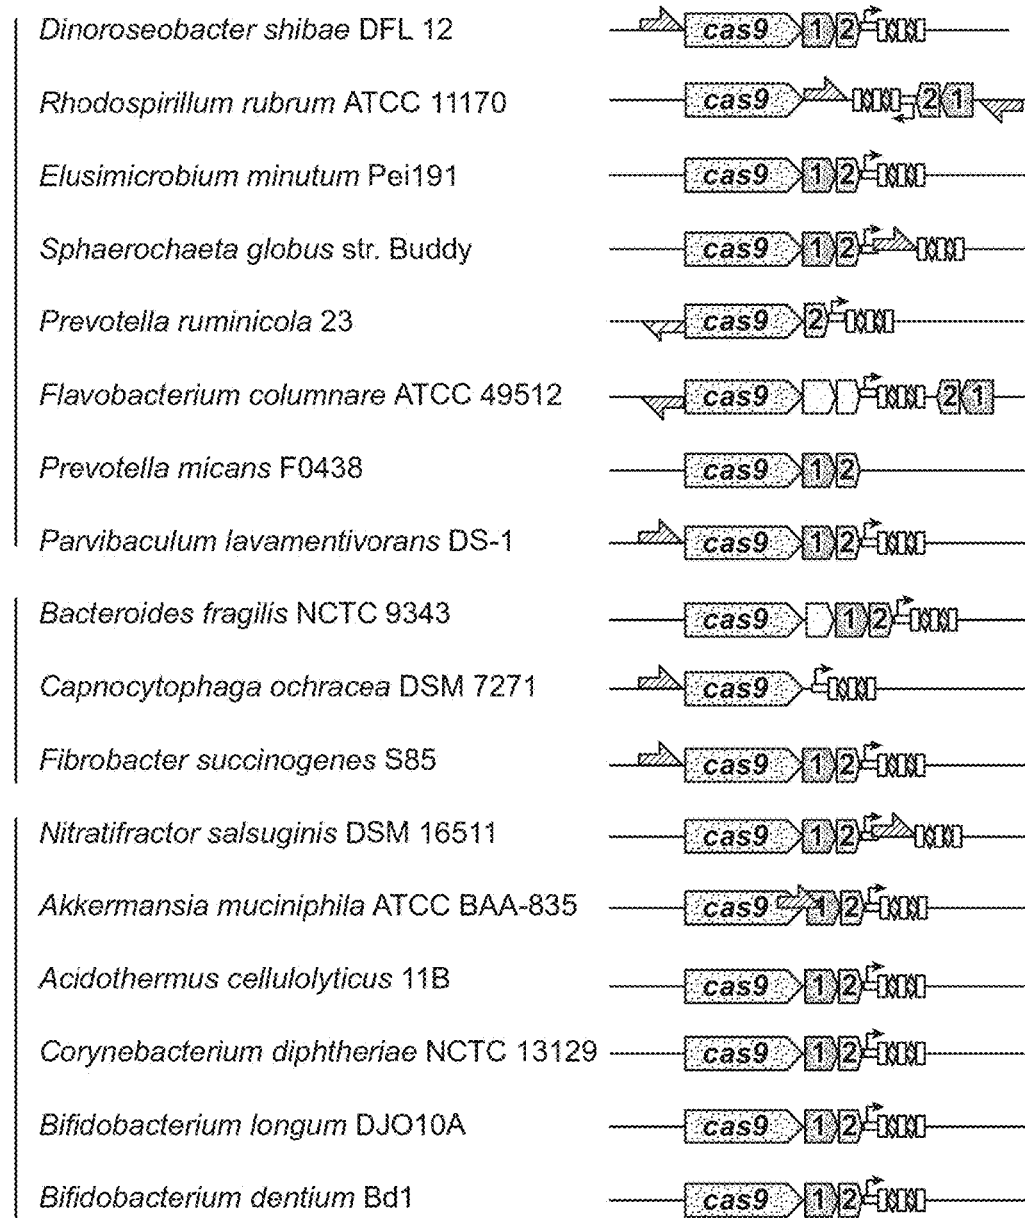 Dinoroseobacter shibae DFL 12 cas9 1 2
Rhodospirillum rubrum ATCC 11170 cas9 2 1
Elusimicrobium minutum Pei191 cas9 1 2
Sphaerochaeta globus str. Buddy cas9 1 2
Prevotella ruminicola 23 cas9 2
Flavobacterium columnare ATCC 49512 cas9 2 1
Prevotella micans F0438 cas9 1 2
Parvibaculum lavamentivorans DS-1 cas9 1 2
Bacteroides fragilis NCTC 9343 cas9 1 2
Capnocytophaga ochracea DSM 7271 cas9
Fibrobacter succinogenes S85 cas9 1 2
Nitratifractor salsuginis DSM 16511 cas9 1 2
Akkermansia muciniphila ATCC BAA-835 cas9 1 2
Acidothermus cellulolyticus 11B cas9 1 2
Corynebacterium diphtheriae NCTC 13129 cas9 1 2
Bifidobacterium longum DJO10A cas9 1 2
Bifidobacterium dentium Bd1 cas9 1 2